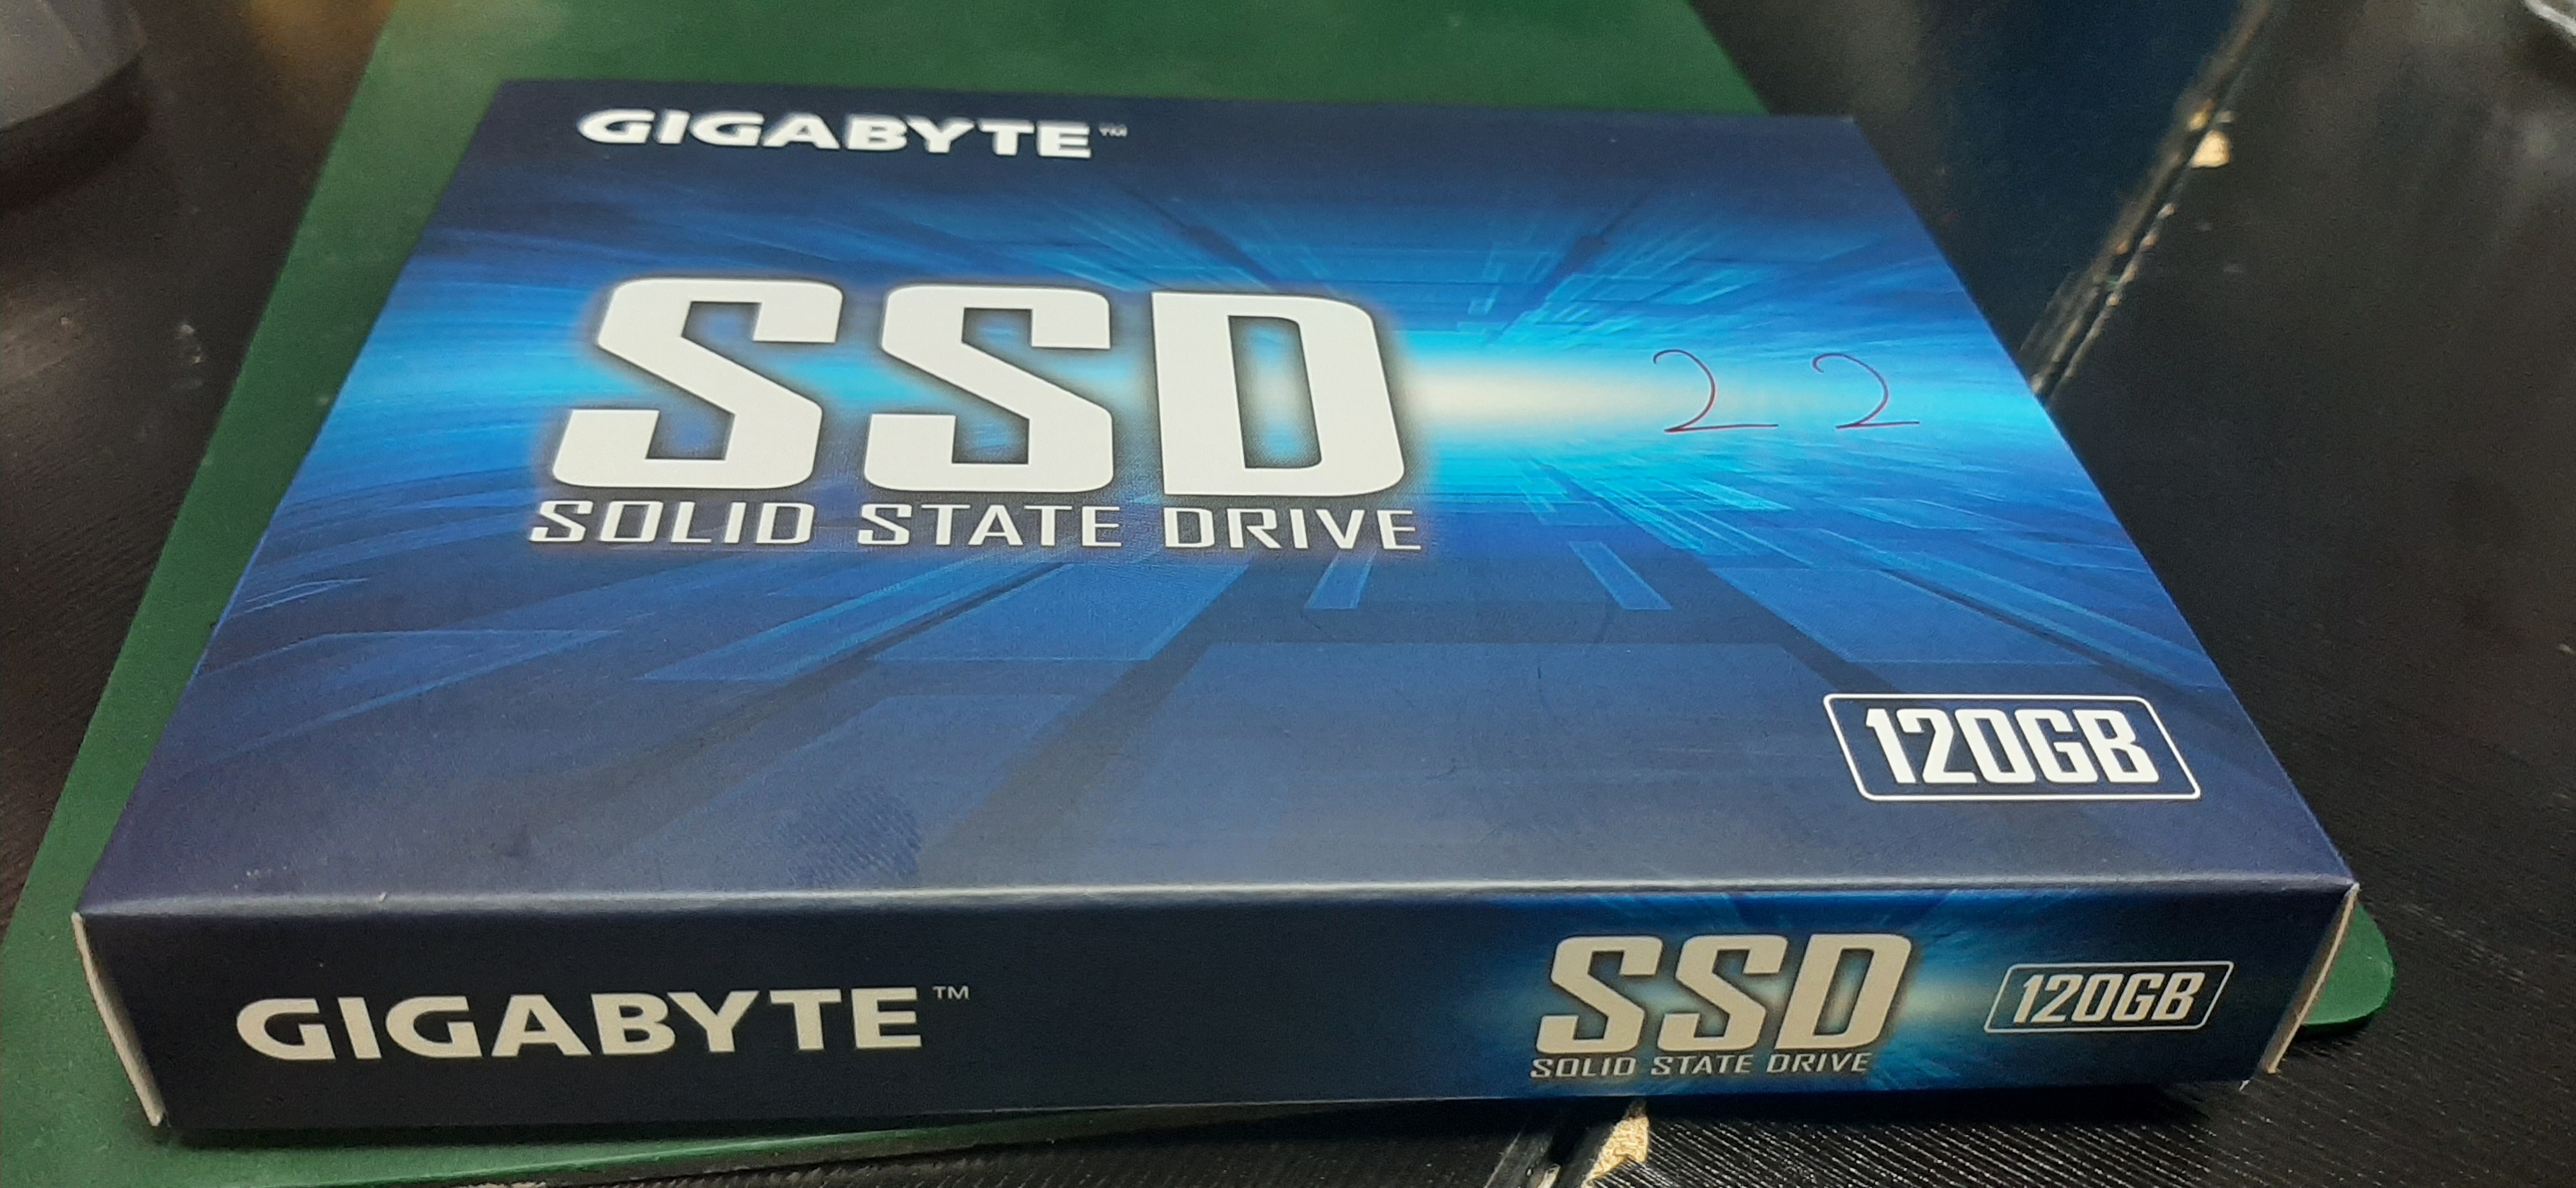 GIGABYTE™
SSD
SOLID STATE DRIVE
22
120GB
GIGABYTE™
SSD
SOLID STATE DRIVE
120GB